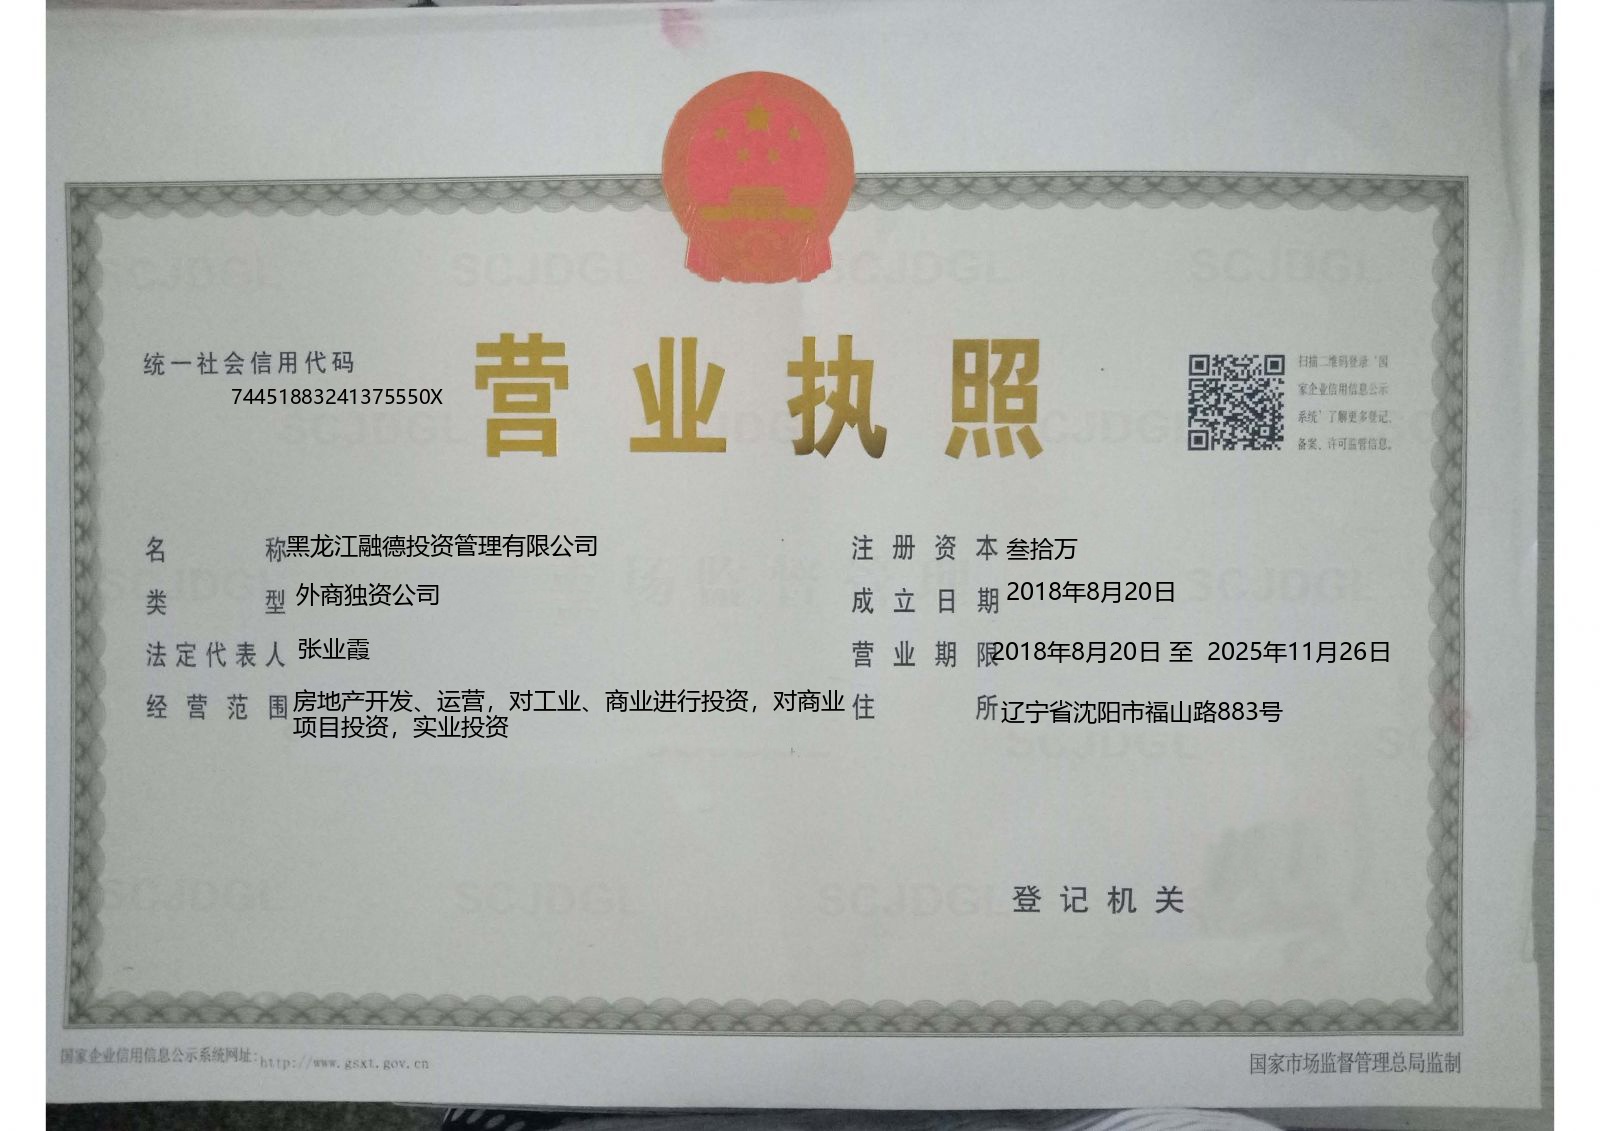 统一社会信用代码
74451883241375550X
营业执照
扫描二维码登录‘国
家企业信用信息公示
系统’了解更多登记、
备案、许可监管信息。
名称 黑龙江融德投资管理有限公司
注册资本 叁拾万
类型 外商独资公司
成立日期 2018年8月20日
法定代表人 张业霞
营业期限 2018年8月20日 至 2025年11月26日
经营范围 房地产开发、运营，对工业、商业进行投资，对商业
项目投资，实业投资
住所 辽宁省沈阳市福山路883号
登记机关
国家企业信用信息公示系统网址：http://www.gsxt.gov.cn
国家市场监督管理总局监制
SCJDGL